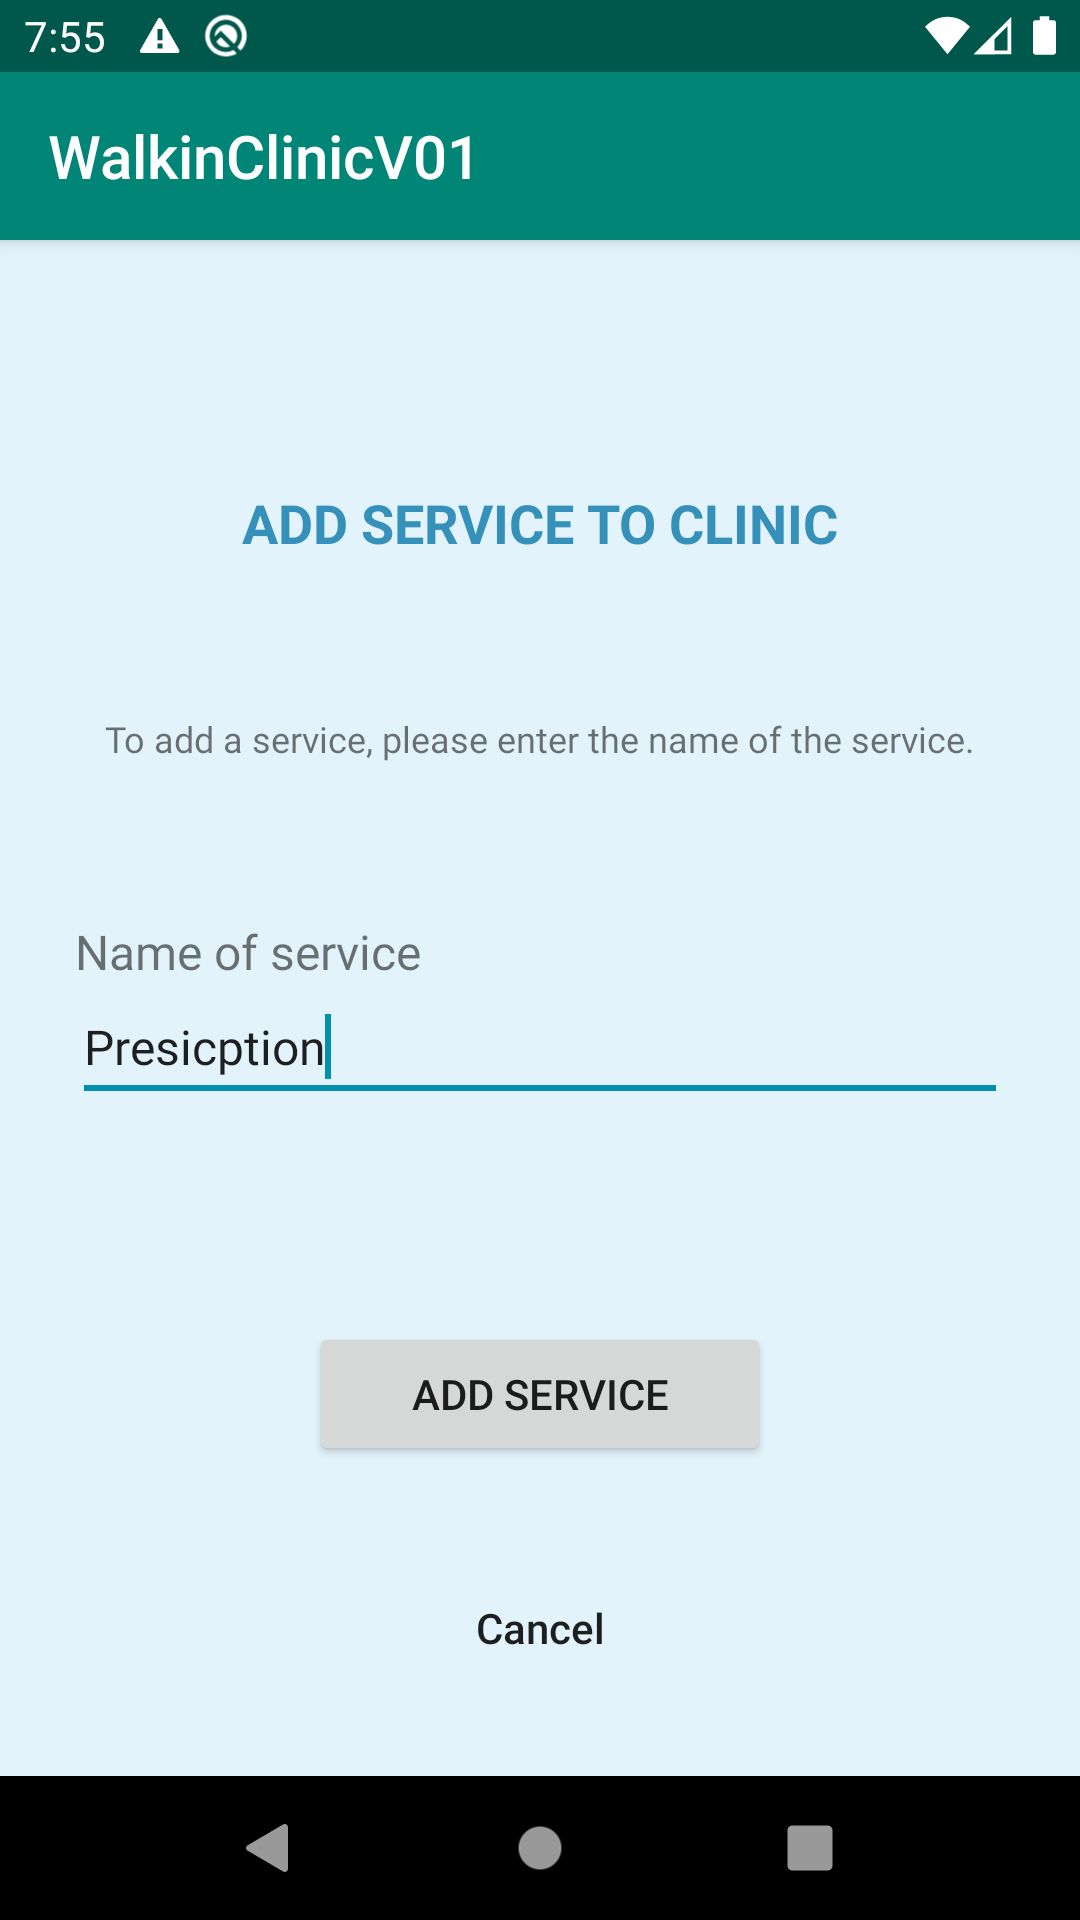 7:55
WalkinClinicV01
ADD SERVICE TO CLINIC
To add a service, please enter the name of the service.
Name of service
Presicption
ADD SERVICE
Cancel